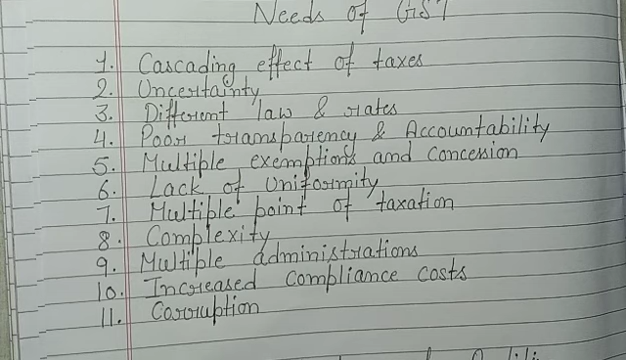 Needs of GST
1. Cascading effect of taxes
2. Uncertainty
3. Different law & rates
4. Poor transparency & Accountability
5. Multiple exemptions and concession
6. Lack of Uniformity
7. Multiple point of taxation
8. Complexity
9. Multiple administrations
10. Increased compliance costs
11. Corruption